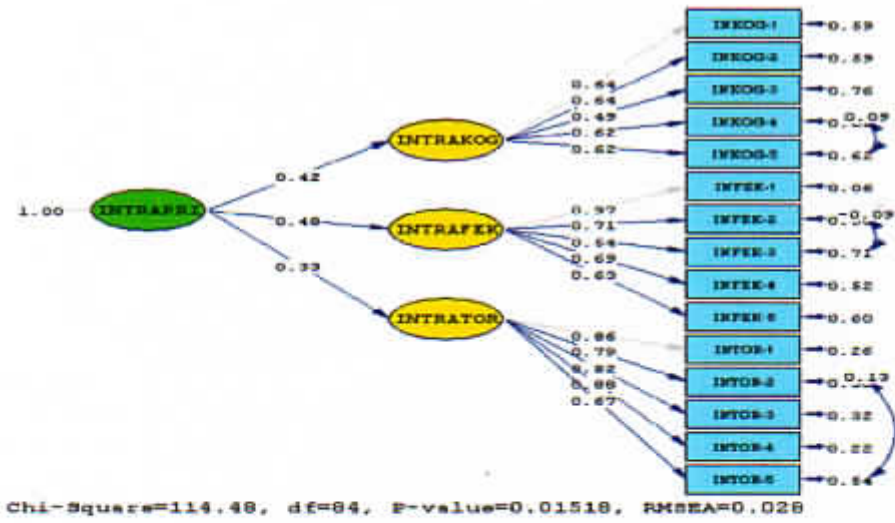 INKOG-1 0.59
INKOG-2 0.59
0.64
INKOG-3 0.76
0.64
0.49
INKOG-4 0.09
0.62
INTRAKOG
0.62
INKOG-5 0.62
0.42
INFEK-1 0.06
1.00 INTRAPRI
0.97
0.71
INFEK-2 -0.03
0.48
INTRAFEK
0.54
INFEK-3 0.71
0.69
0.63
INFEK-4 0.52
0.33
INFEK-5 0.60
INTRATOR
0.86
INTOR-1 0.26
0.79
0.82
INTOR-2 0.13
0.88
0.67
INTOR-3 0.32
INTOR-4 0.22
INTOR-5 0.54
Chi-Square=114.48, df=84, P-value=0.01518, RMSEA=0.028